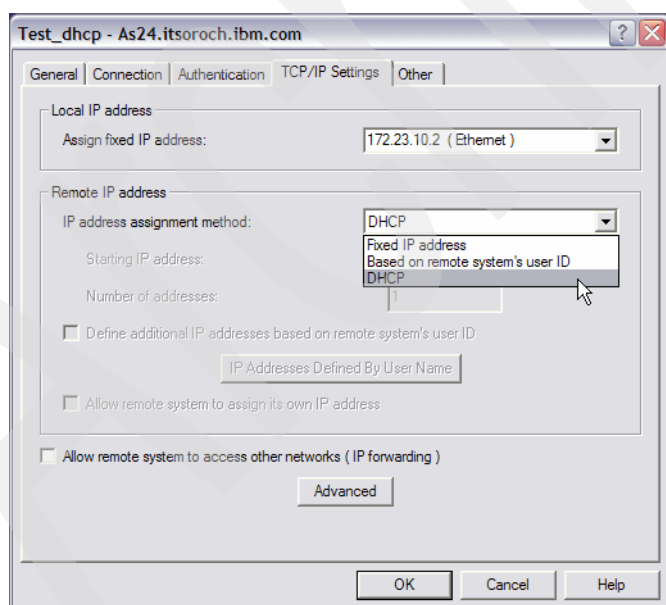 Test_dhcp - As24.itsoroch.ibm.com
General Connection Authentication TCP/IP Settings Other
Local IP address
Assign fixed IP address: 172.23.10.2 ( Ethernet )
Remote IP address
IP address assignment method: DHCP
Fixed IP address
Based on remote system's user ID
Starting IP address: DHCP
Number of addresses: 1
Define additional IP addresses based on remote system's user ID
IP Addresses Defined By User Name
Allow remote system to assign its own IP address
Allow remote system to access other networks ( IP forwarding )
Advanced
OK Cancel Help